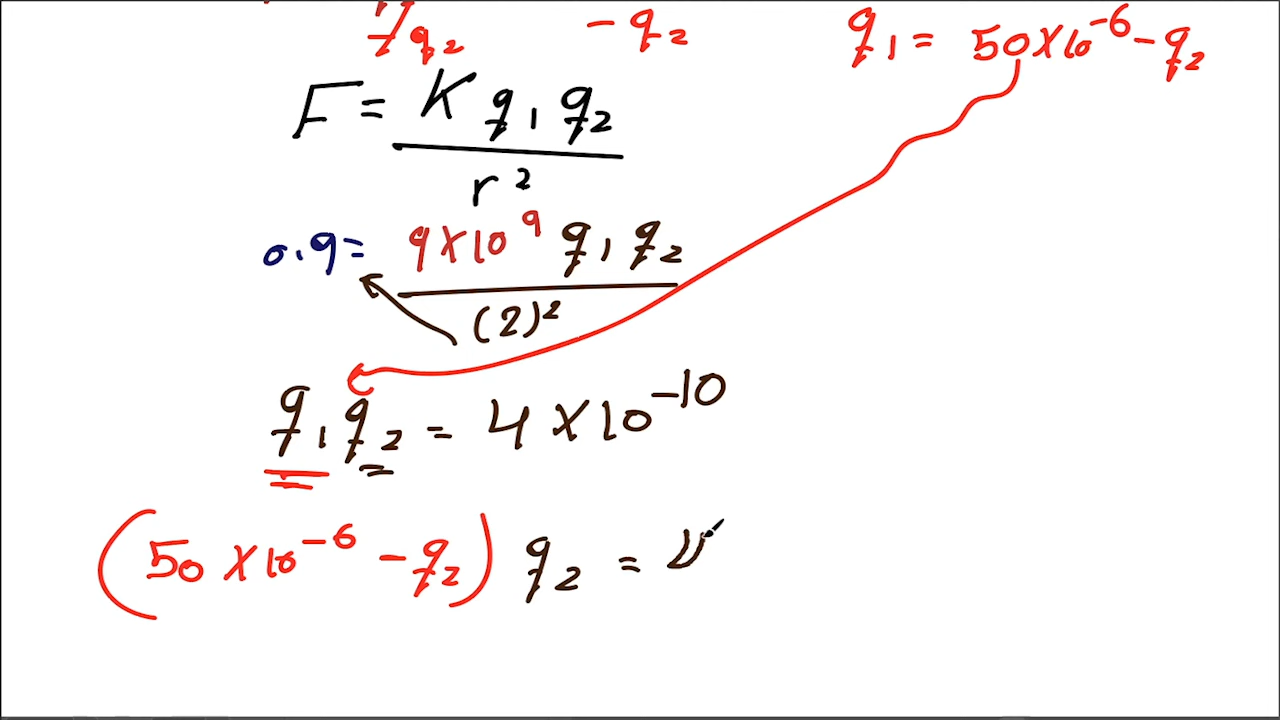 q₂ - q₂ q₁ = 50 × 10⁻⁶ - q₂
F = K q₁ q₂
r²
0.9 = 9 × 10⁹ q₁ q₂
(2)²
q₁ q₂ = 4 × 10⁻¹⁰
(50 × 10⁻⁶ - q₂) q₂ =